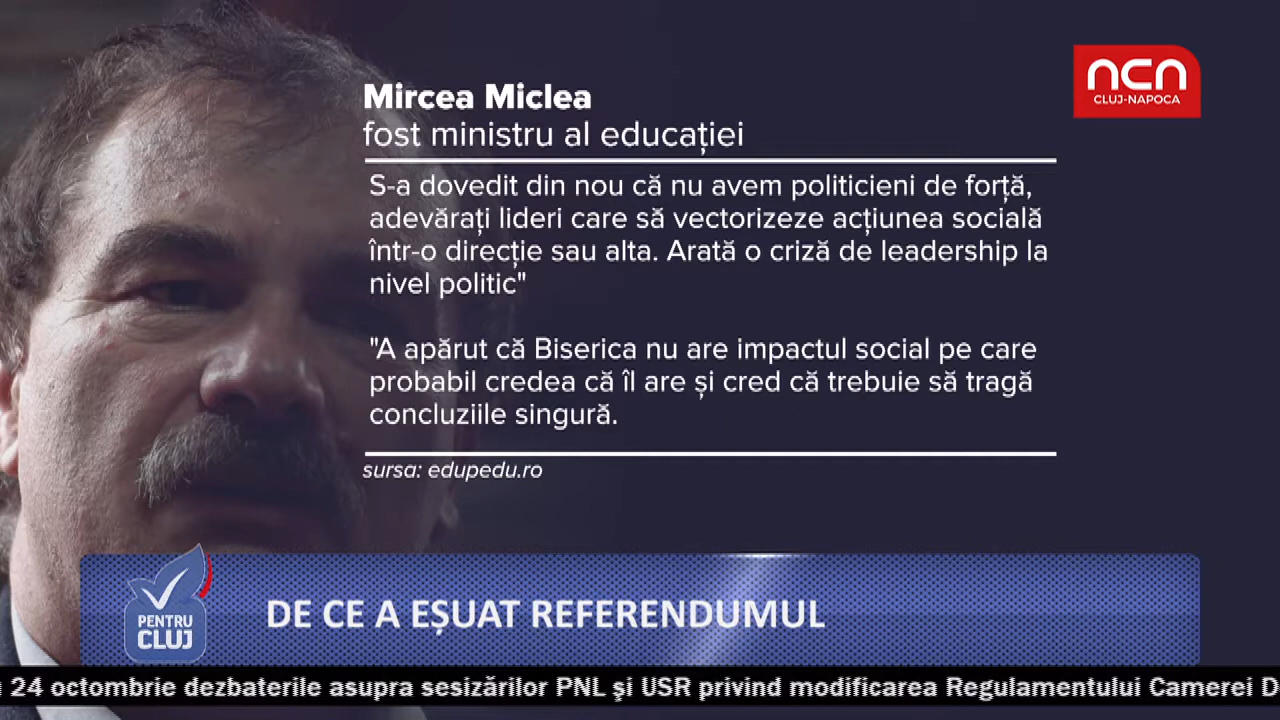 ncn
CLUJ-NAPOCA
Mircea Miclea
fost ministru al educației
S-a dovedit din nou că nu avem politicieni de forță,
adevărați lideri care să vectorizeze acțiunea socială
într-o direcție sau alta. Arată o criză de leadership la
nivel politic"
"A apărut că Biserica nu are impactul social pe care
probabil credea că îl are și cred că trebuie să tragă
concluziile singură.
sursa: edupedu.ro
PENTRU
CLUJ
DE CE A EȘUAT REFERENDUMUL
24 octombrie dezbaterile asupra sesizărilor PNL şi USR privind modificarea Regulamentului Camerei D